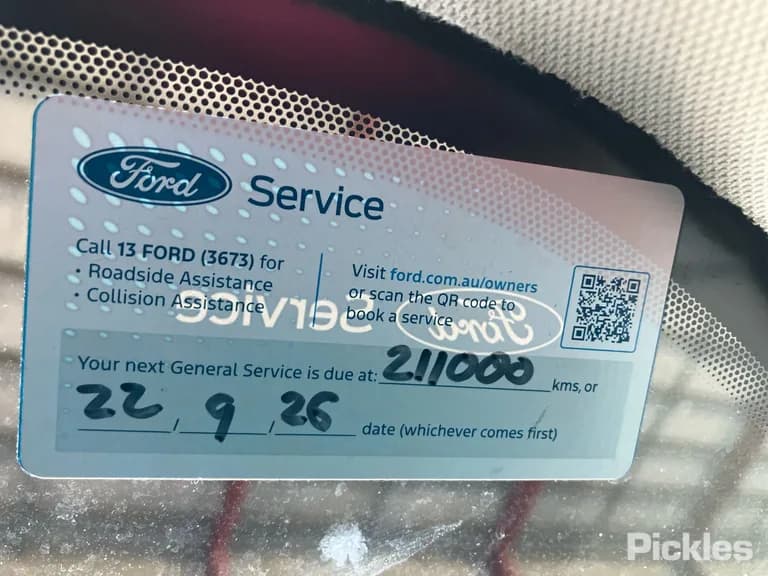 Ford Service
Call 13 FORD (3673) for
• Roadside Assistance
• Collision Assistance
Visit ford.com.au/owners
or scan the QR code to
book a service
Service Ford
Your next General Service is due at: 211000 kms, or
22 / 9 / 26 date (whichever comes first)
Pickles